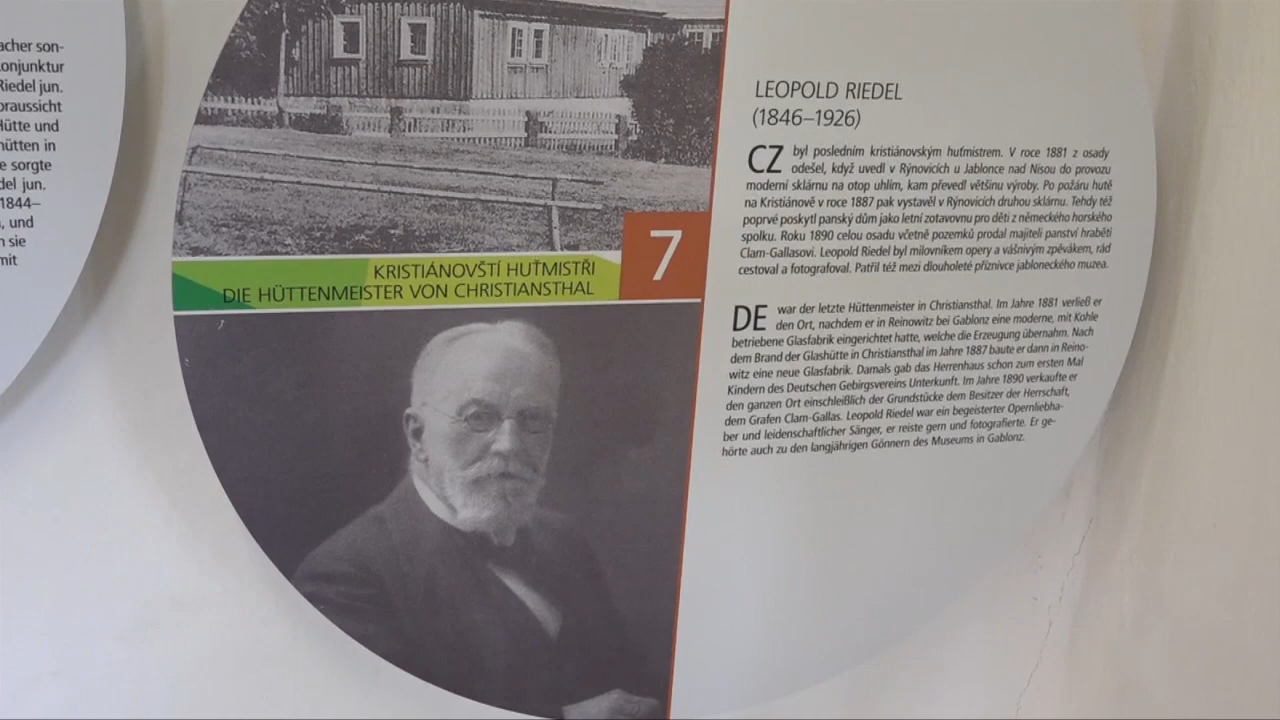 acher son-
onjunktur
Riedel jun.
oraussicht
Hütte und
hütten in
e sorgte
del jun.
1844–
, und
n sie
mit
KRISTIÁNOVŠTÍ HUŤMISTŘI
DIE HÜTTENMEISTER VON CHRISTIANSTHAL
7
LEOPOLD RIEDEL
(1846–1926)
CZ byl posledním kristiánovským huťmistrem. V roce 1881 z osady
odešel, když uvedl v Rýnovicích u Jablonce nad Nisou do provozu
moderní sklárnu na otop uhlím, kam převedl většinu výroby. Po požáru hutě
na Kristiánově v roce 1887 pak vystavěl v Rýnovicích druhou sklárnu. Tehdy též
poprvé poskytl panský dům jako letní zotavovnu pro děti z německého horského
spolku. Roku 1890 celou osadu včetně pozemků prodal majiteli panství hraběti
Clam-Gallasovi. Leopold Riedel byl milovníkem opery a vášnivým zpěvákem, rád
cestoval a fotografoval. Patřil též mezi dlouholeté příznivce jabloneckého muzea.
DE war der letzte Hüttenmeister in Christiansthal. Im Jahre 1881 verließ er
den Ort, nachdem er in Reinowitz bei Gablonz eine moderne, mit Kohle
betriebene Glasfabrik eingerichtet hatte, welche die Erzeugung übernahm. Nach
dem Brand der Glashütte in Christiansthal im Jahre 1887 baute er dann in Reino-
witz eine neue Glasfabrik. Damals gab das Herrenhaus schon zum ersten Mal
Kindern des Deutschen Gebirgsvereins Unterkunft. Im Jahre 1890 verkaufte er
den ganzen Ort einschleißlich der Grundstücke dem Besitzer der Herrschaft,
dem Grafen Clam-Gallas. Leopold Riedel war ein begeisterter Opernliebha-
ber und leidenschaftlicher Sänger, er reiste gern und fotografierte. Er ge-
hörte auch zu den langjährigen Gönnern des Museums in Gablonz.